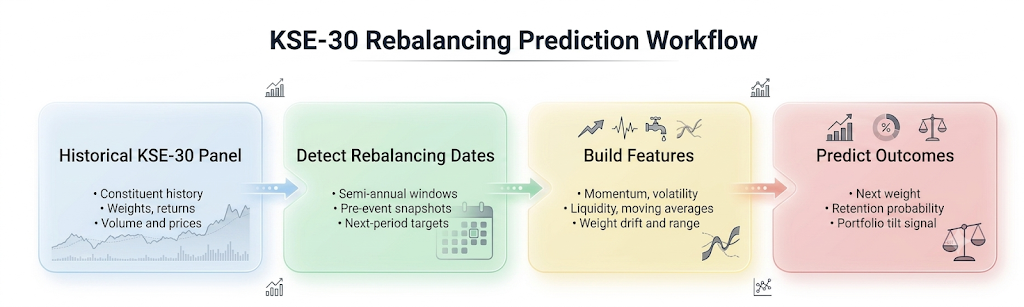 KSE-30 Rebalancing Prediction Workflow
Historical KSE-30 Panel
• Constituent history
• Weights, returns
• Volume and prices
Detect Rebalancing Dates
• Semi-annual windows
• Pre-event snapshots
• Next-period targets
Build Features
• Momentum, volatility
• Liquidity, moving averages
• Weight drift and range
%
Predict Outcomes
• Next weight
• Retention probability
• Portfolio tilt signal